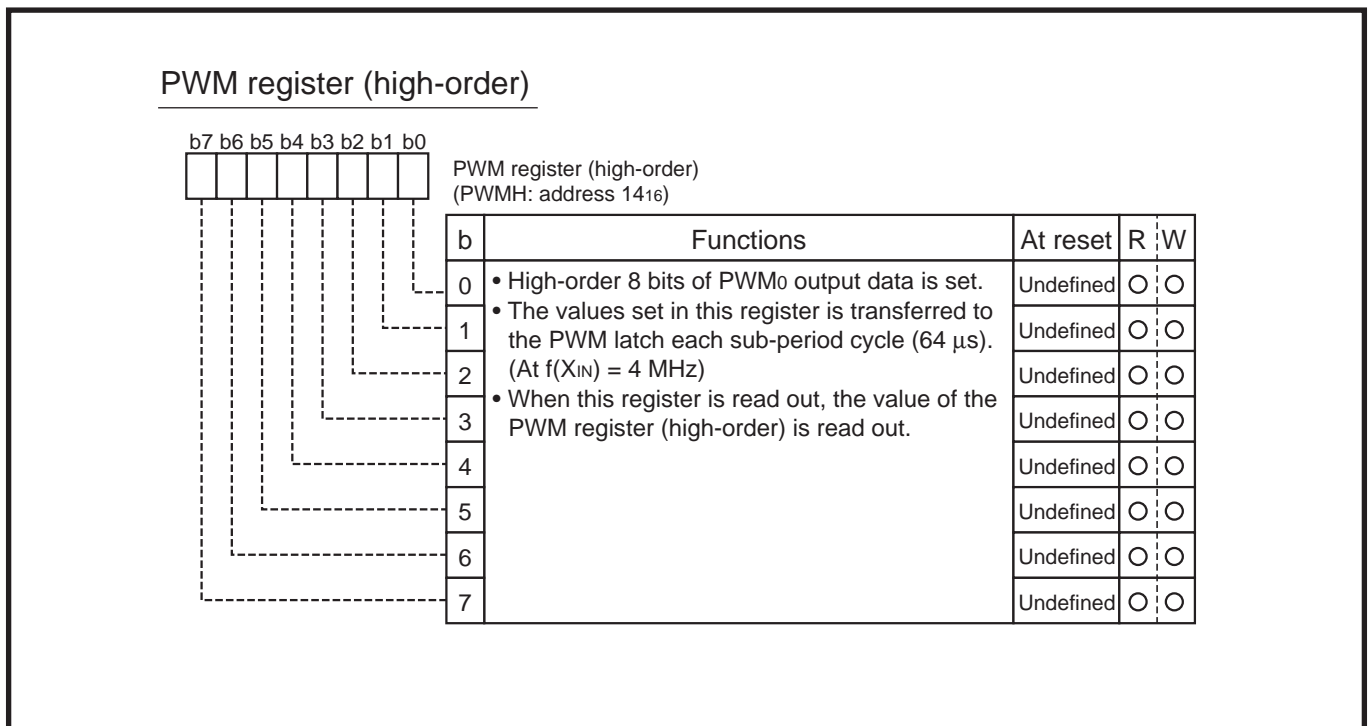 PWM register (high-order)
b7 b6 b5 b4 b3 b2 b1 b0
PWM register (high-order)
(PWMH: address 1416)
b Functions At reset R W
0 • High-order 8 bits of PWM0 output data is set. Undefined O O
1 • The values set in this register is transferred to Undefined O O
the PWM latch each sub-period cycle (64 µs).
2 (At f(XIN) = 4 MHz) Undefined O O
• When this register is read out, the value of the
3 PWM register (high-order) is read out. Undefined O O
4 Undefined O O
5 Undefined O O
6 Undefined O O
7 Undefined O O